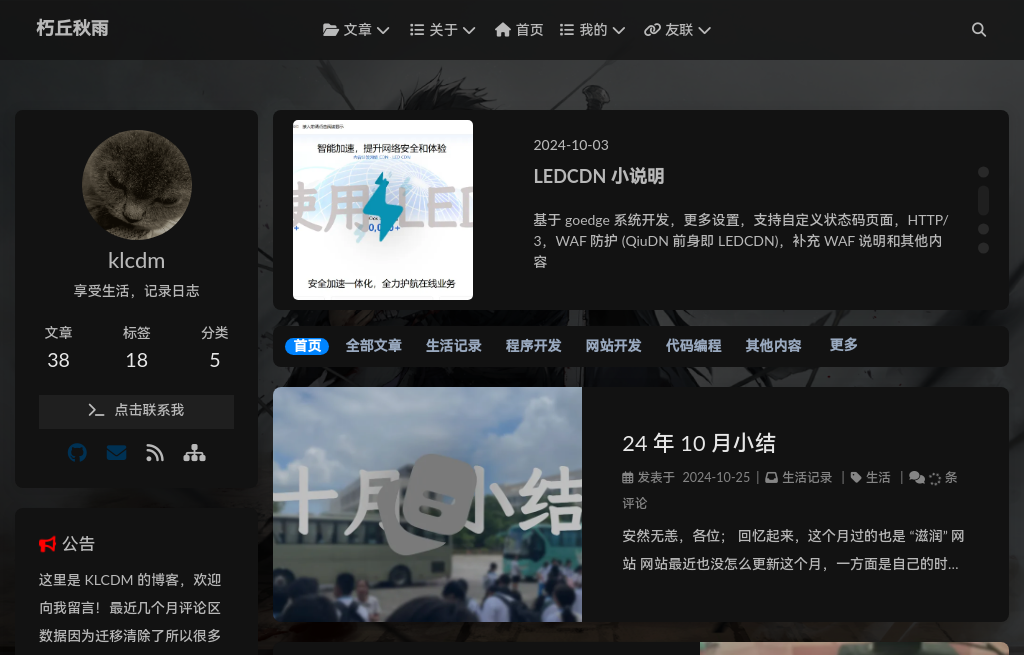 朽丘秋雨
文章 关于 首页 我的 友联
klcdm
享受生活，记录日志
文章 标签 分类
38 18 5
点击联系我
公告
这里是 KLCDM 的博客，欢迎
向我留言！最近几个月评论区
数据因为迁移清除了所以很多
智能加速，提升网络安全和体验
使用 LED
安全加速一体化，全力护航在线业务
2024-10-03
LEDCDN 小说明
基于 goedge 系统开发，更多设置，支持自定义状态码页面，HTTP/
3，WAF 防护 (QiuDN 前身即 LEDCDN)，补充 WAF 说明和其他内
容
首页 全部文章 生活记录 程序开发 网站开发 代码编程 其他内容 更多
十月小结
24 年 10 月小结
发表于 2024-10-25 | 生活记录 | 生活 | 条
评论
安然无恙，各位； 回忆起来，这个月过的也是 “滋润” 网
站 网站最近也没怎么更新这个月，一方面是自己的时...